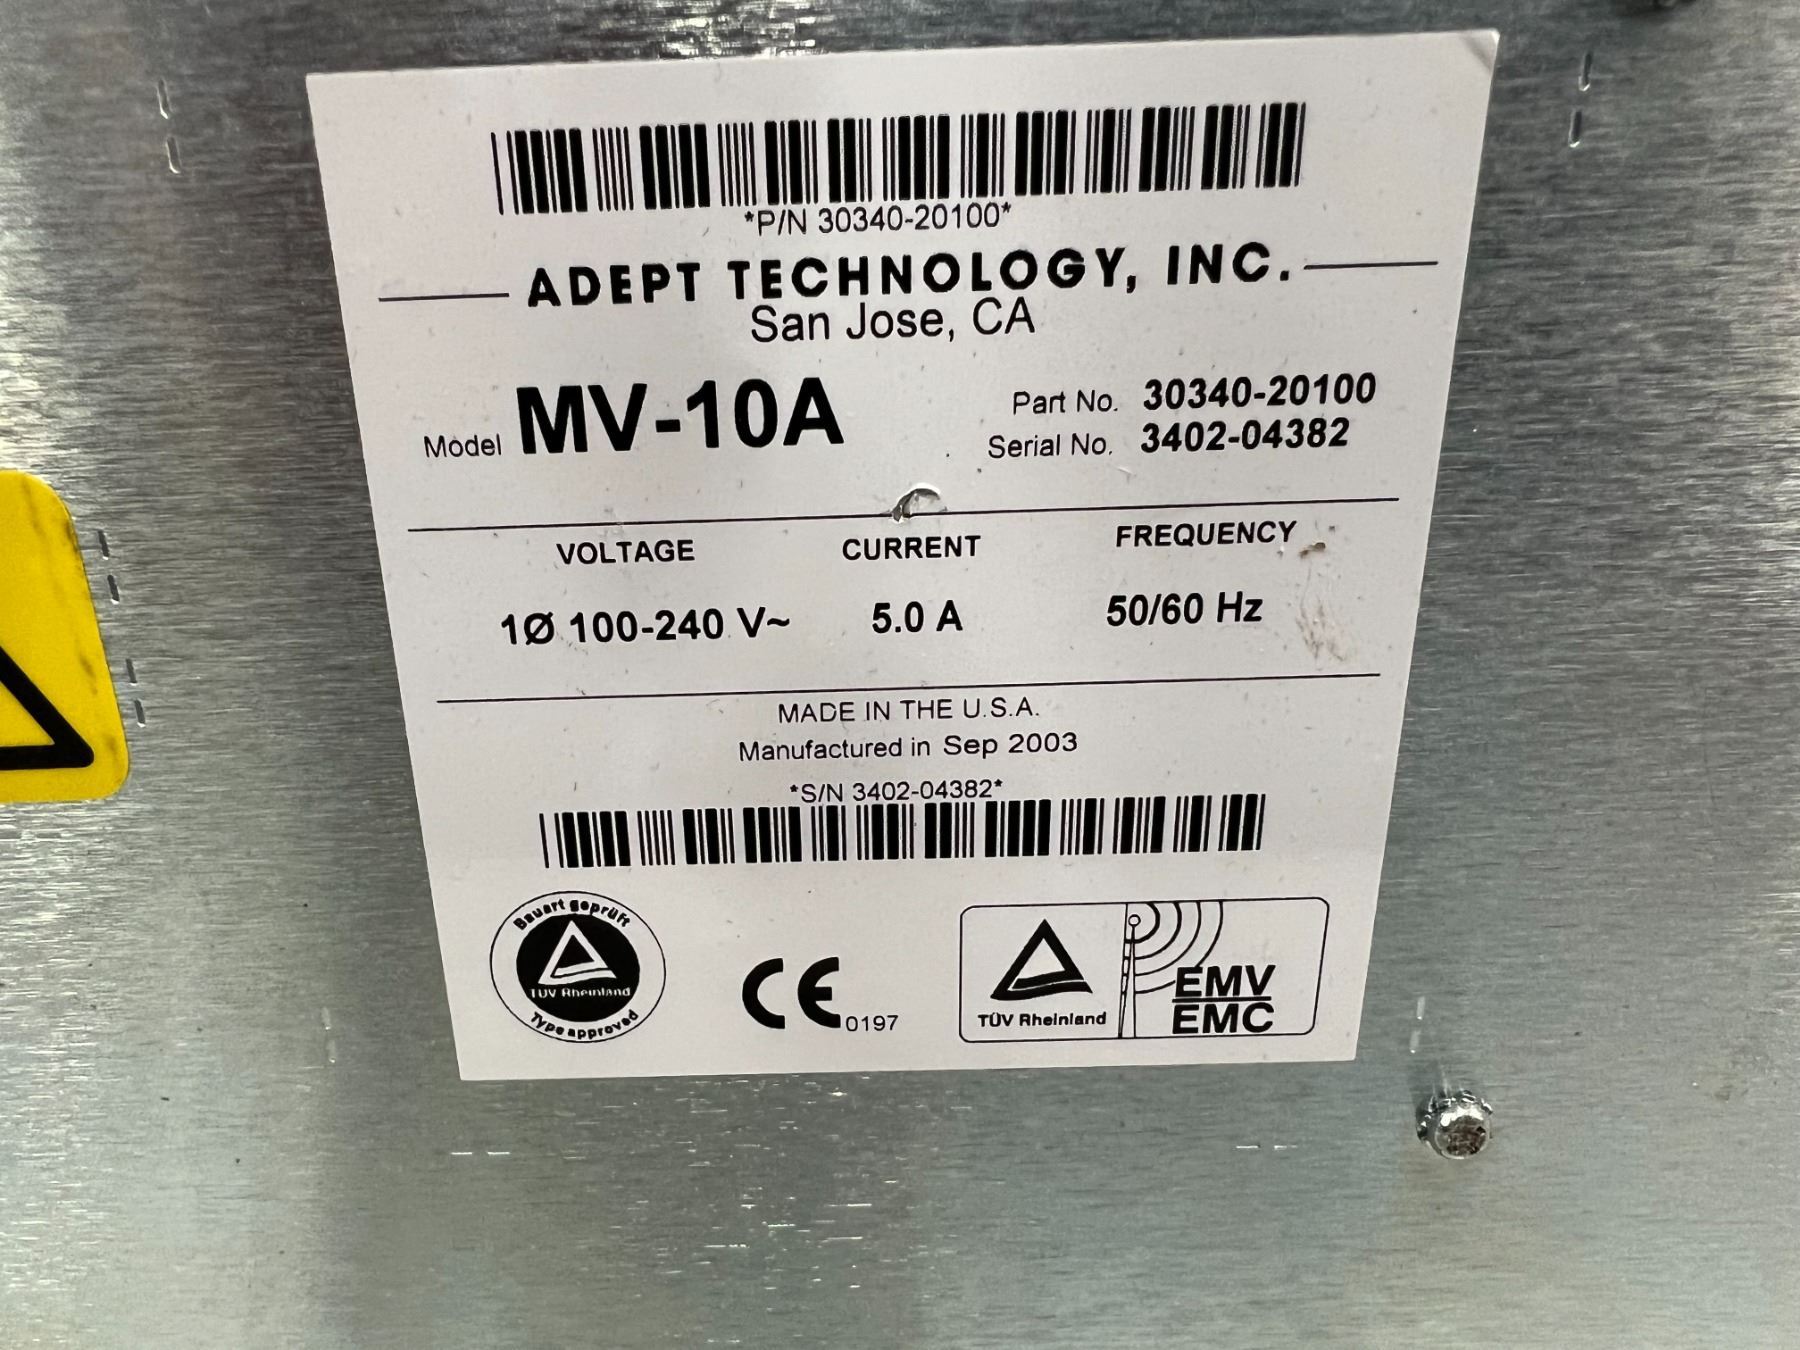 *P/N 30340-20100*
ADEPT TECHNOLOGY, INC.
San Jose, CA
Model MV-10A
Part No. 30340-20100
Serial No. 3402-04382
VOLTAGE CURRENT FREQUENCY
1Ø 100-240 V~ 5.0 A 50/60 Hz
MADE IN THE U.S.A.
Manufactured in Sep 2003
*S/N 3402-04382*
Bauart geprüft
TÜV Rheinland
Type approved
CE 0197
TÜV Rheinland
EMV
EMC